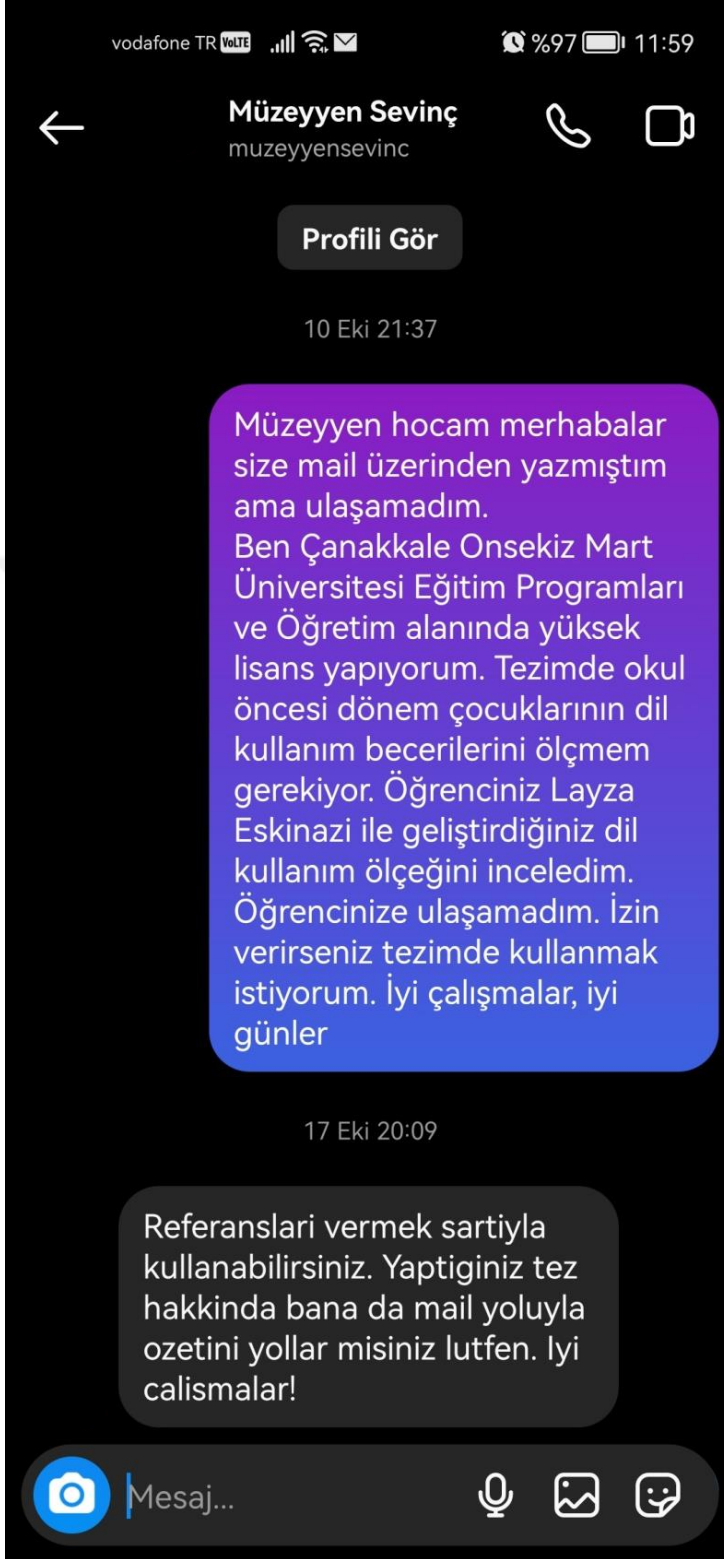 vodafone TR VoLTE %97 11:59
Müzeyyen Sevinç
muzeyyensevinc
Profili Gör
10 Eki 21:37
Müzeyyen hocam merhabalar
size mail üzerinden yazmıştım
ama ulaşamadım.
Ben Çanakkale Onsekiz Mart
Üniversitesi Eğitim Programları
ve Öğretim alanında yüksek
lisans yapıyorum. Tezimde okul
öncesi dönem çocuklarının dil
kullanım becerilerini ölçmem
gerekiyor. Öğrenciniz Layza
Eskinazi ile geliştirdiğiniz dil
kullanım ölçeğini inceledim.
Öğrencinize ulaşamadım. İzin
verirseniz tezimde kullanmak
istiyorum. İyi çalışmalar, iyi
günler
17 Eki 20:09
Referanslari vermek sartiyla
kullanabilirsiniz. Yaptiginiz tez
hakkinda bana da mail yoluyla
ozetini yollar misiniz lutfen. Iyi
calismalar!
Mesaj...